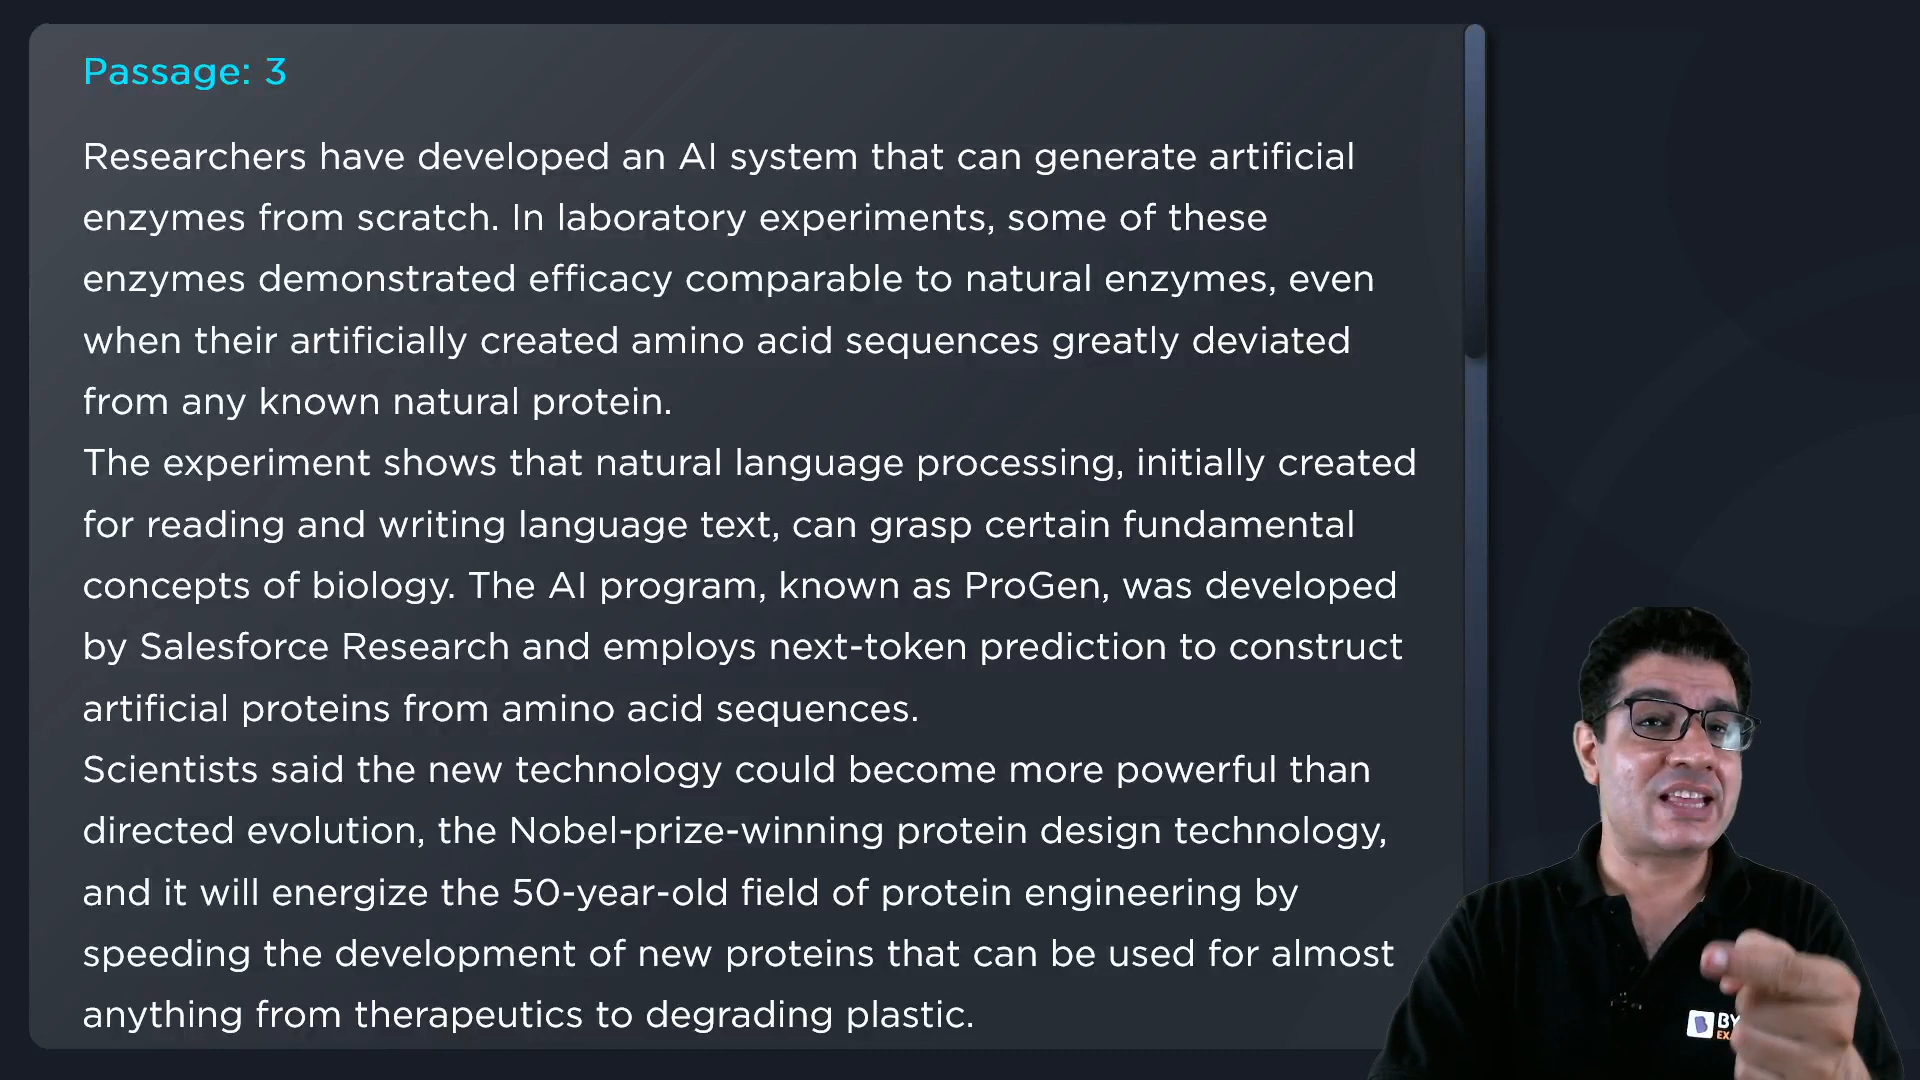 Passage: 3
Researchers have developed an AI system that can generate artificial
enzymes from scratch. In laboratory experiments, some of these
enzymes demonstrated efficacy comparable to natural enzymes, even
when their artificially created amino acid sequences greatly deviated
from any known natural protein.
The experiment shows that natural language processing, initially created
for reading and writing language text, can grasp certain fundamental
concepts of biology. The AI program, known as ProGen, was developed
by Salesforce Research and employs next-token prediction to construct
artificial proteins from amino acid sequences.
Scientists said the new technology could become more powerful than
directed evolution, the Nobel-prize-winning protein design technology,
and it will energize the 50-year-old field of protein engineering by
speeding the development of new proteins that can be used for almost
anything from therapeutics to degrading plastic.